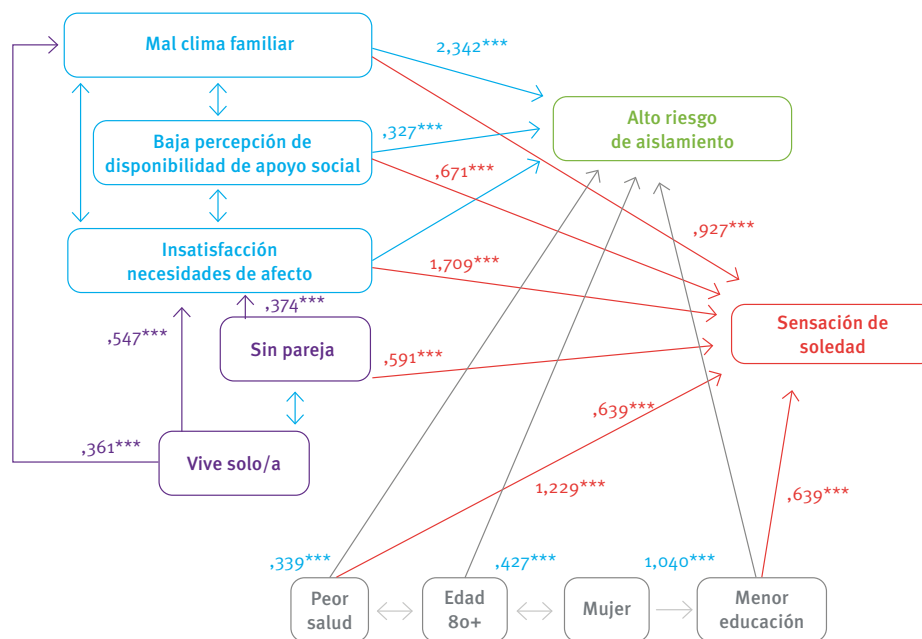 Mal clima familiar
2,342***
Alto riesgo
de aislamiento
Baja percepción de
disponibilidad de apoyo social
,327***
,671***
,927***
Insatisfacción
necesidades de afecto
1,709***
,374***
,547***
Sin pareja
,591***
Sensación de
soledad
,361***
Vive solo/a
,639***
1,229***
,639***
,339***
,427***
1,040***
Peor
salud
Edad
80+
Mujer
Menor
educación